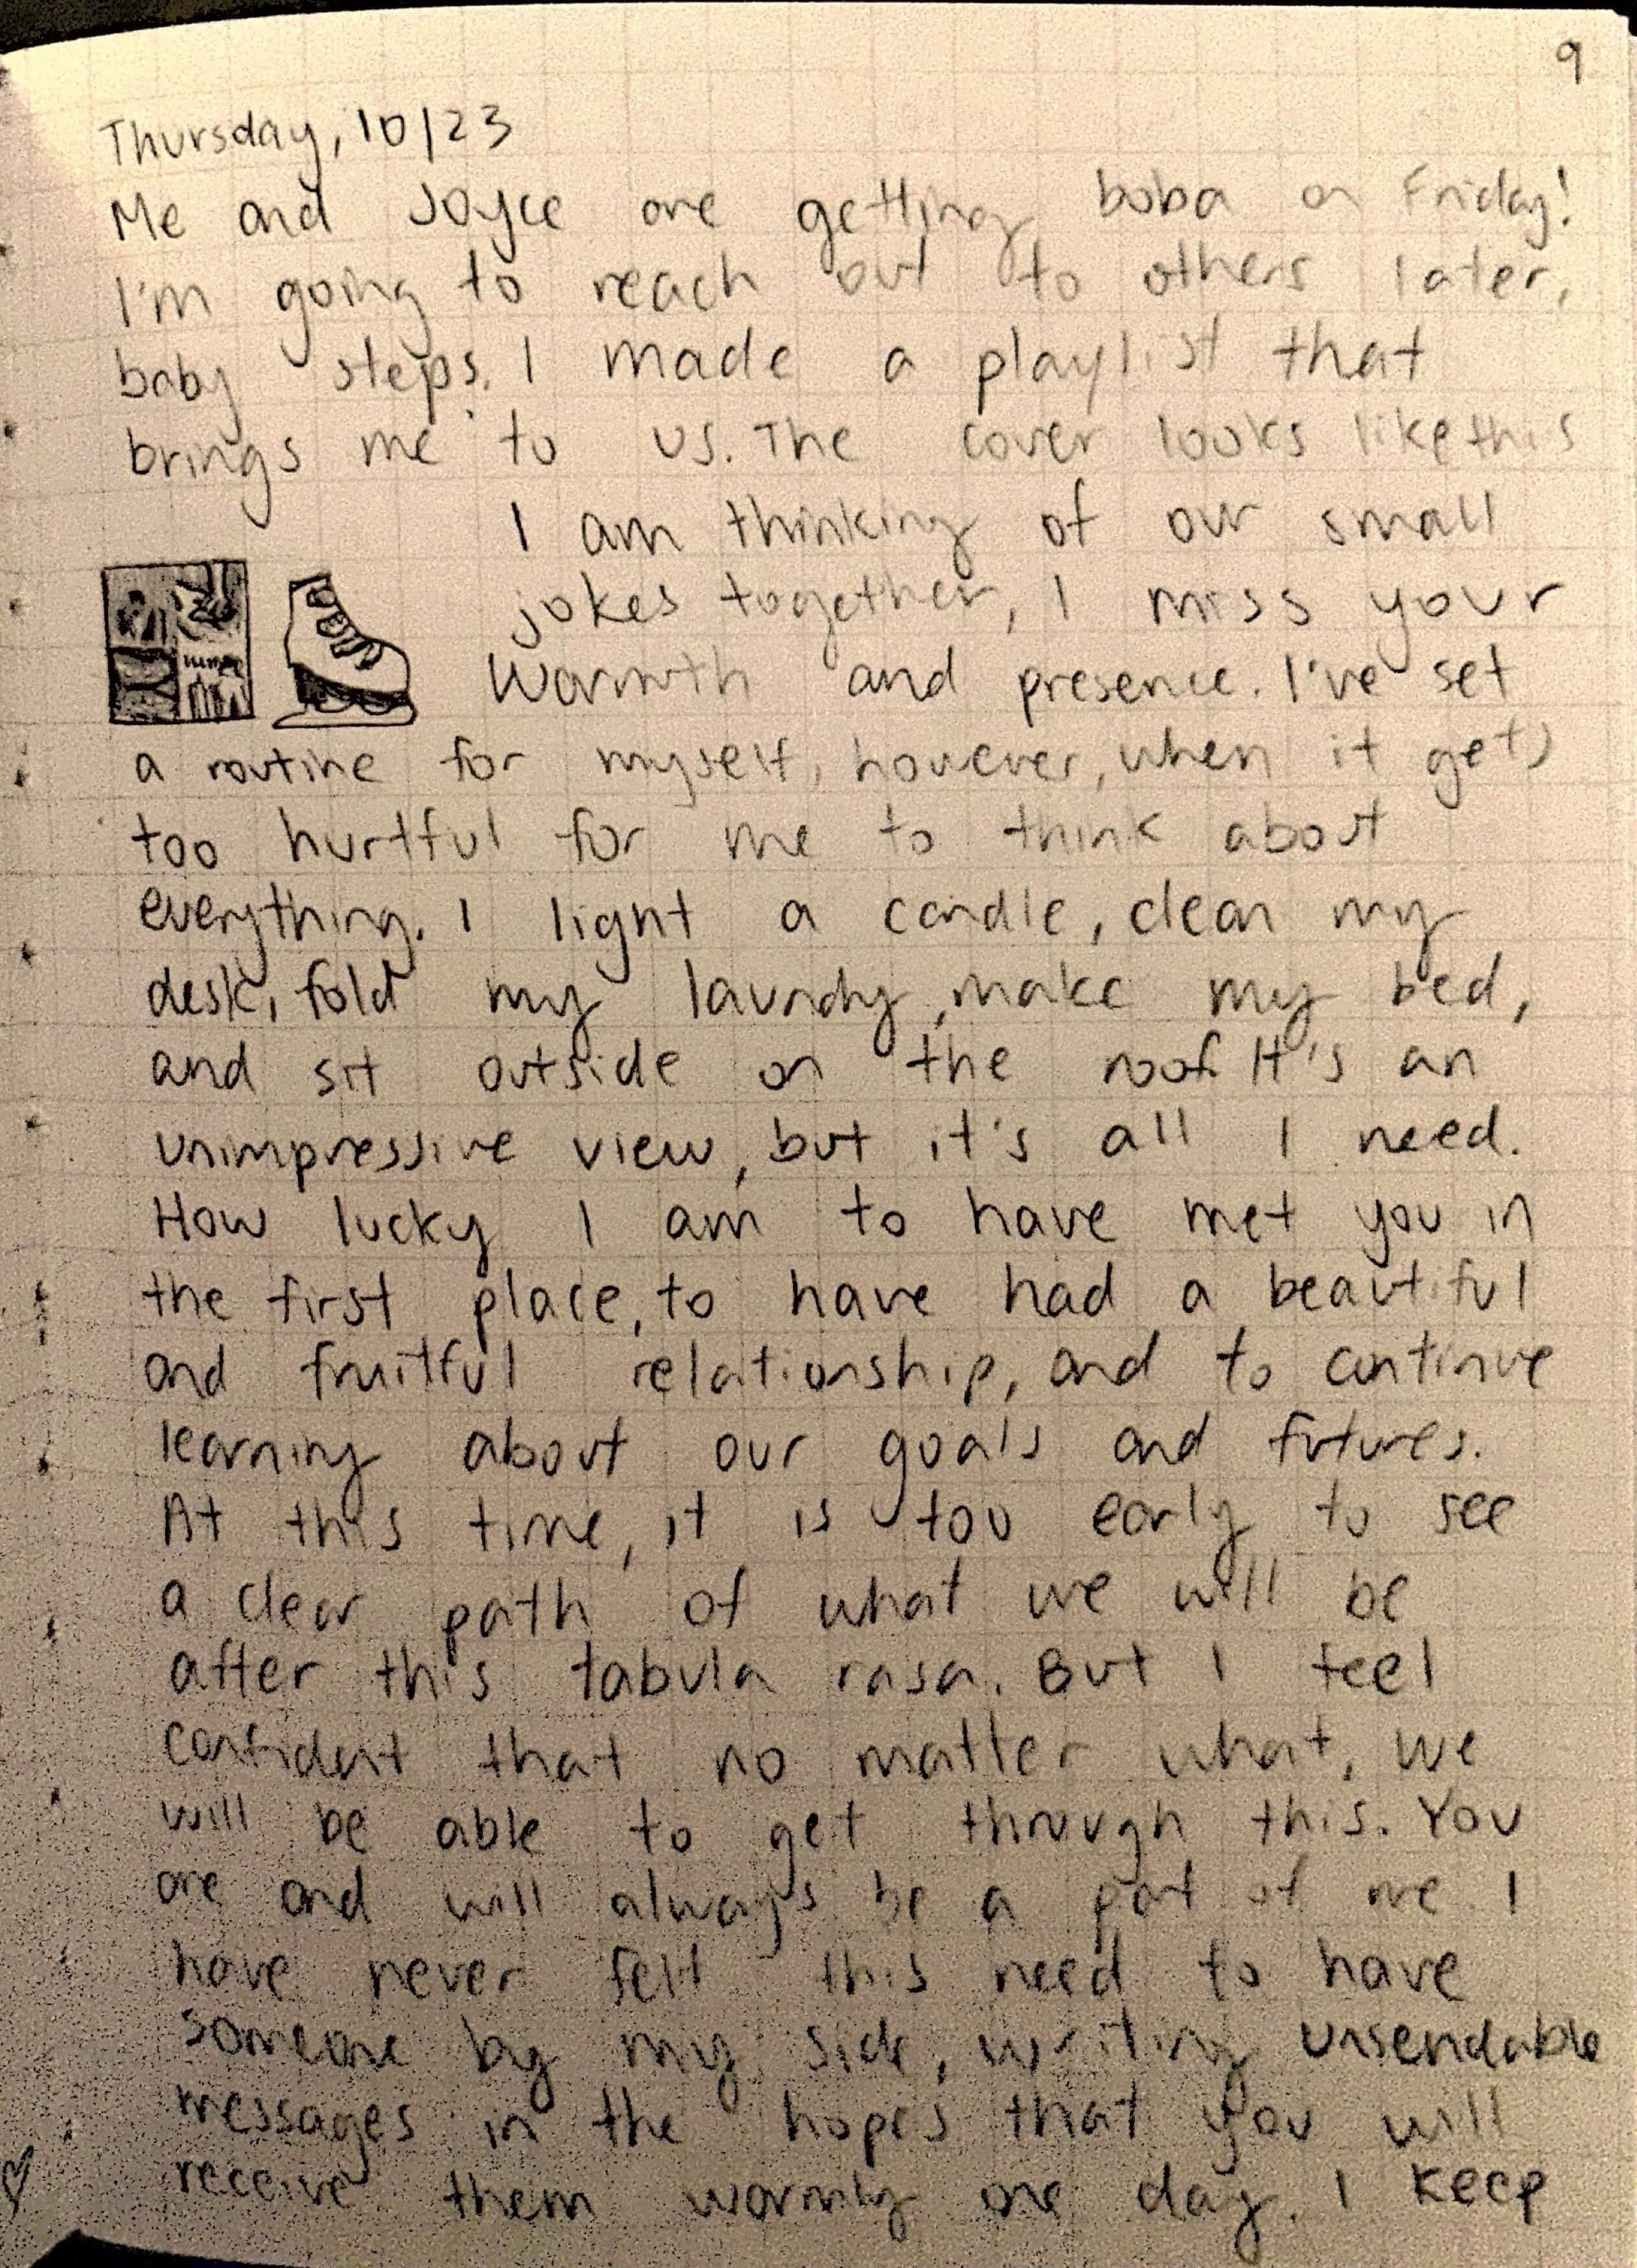 9
Thursday, 10/23
Me and Joyce are getting boba on Friday!
I'm going to reach out to others later,
baby steps. I made a playlist that
brings me to us. The cover looks like this
I am thinking of our small
jokes together, I miss your
warmth and presence. I've set
a routine for myself, however, when it gets
too hurtful for me to think about
everything. I light a candle, clean my
desk, fold my laundry, make my bed,
and sit outside on the roof. It's an
unimpressive view, but it's all I need.
How lucky I am to have met you in
the first place, to have had a beautiful
and fruitful relationship, and to continue
learning about our goals and futures.
At this time, it is too early to see
a clear path of what we will be
after this tabula rasa. But I feel
confident that no matter what, we
will be able to get through this. You
are and will always be a part of me. I
have never felt this need to have
someone by my side, writing unsendable
messages in the hopes that you will
receive them warmly one day. I keep